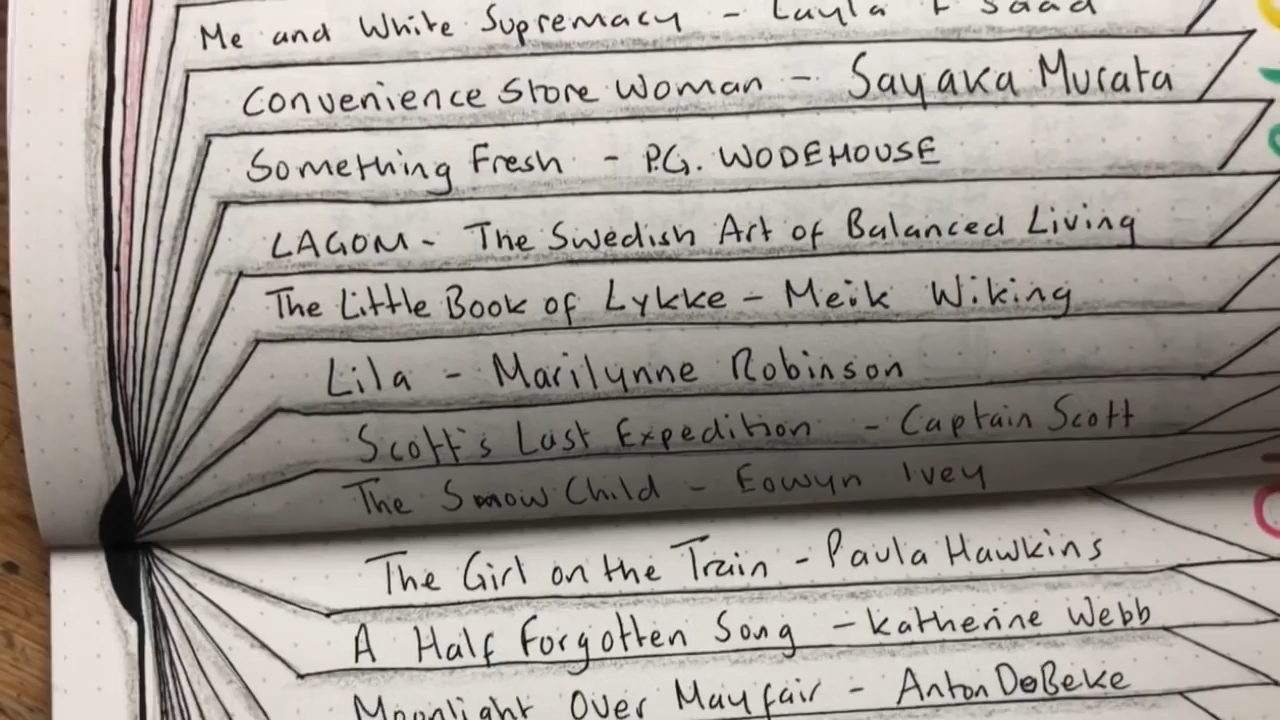 Me and White Supremacy - Layla F Saad
Convenience Store Woman - Sayaka Murata
Something Fresh - P.G. WODEHOUSE
LAGOM - The Swedish Art of Balanced Living
The Little Book of Lykke - Meik Wiking
Lila - Marilynne Robinson
Scott's Last Expedition - Captain Scott
The Snow Child - Eowyn Ivey
The Girl on the Train - Paula Hawkins
A Half Forgotten Song - Katherine Webb
Moonlight Over Mayfair - Anton DoBeke